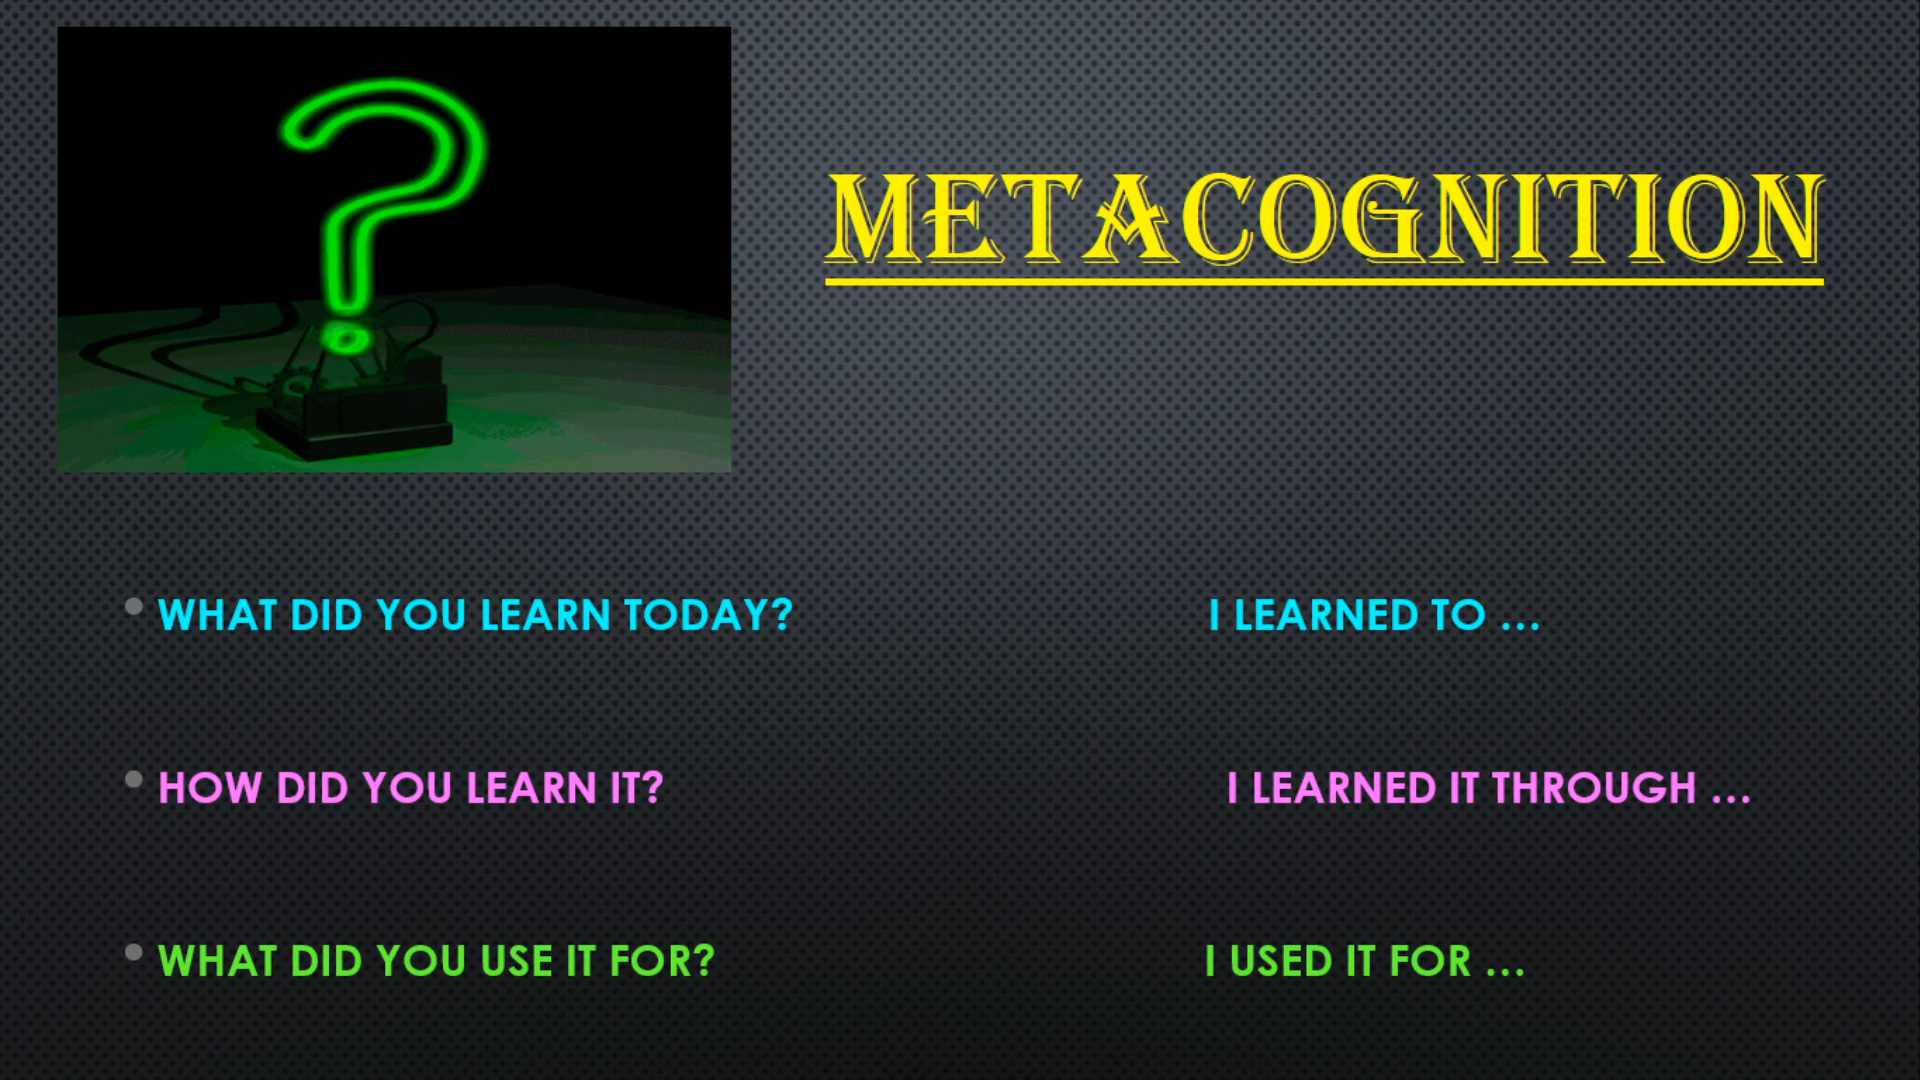 METACOGNITION
• WHAT DID YOU LEARN TODAY? I LEARNED TO …
• HOW DID YOU LEARN IT? I LEARNED IT THROUGH …
• WHAT DID YOU USE IT FOR? I USED IT FOR …